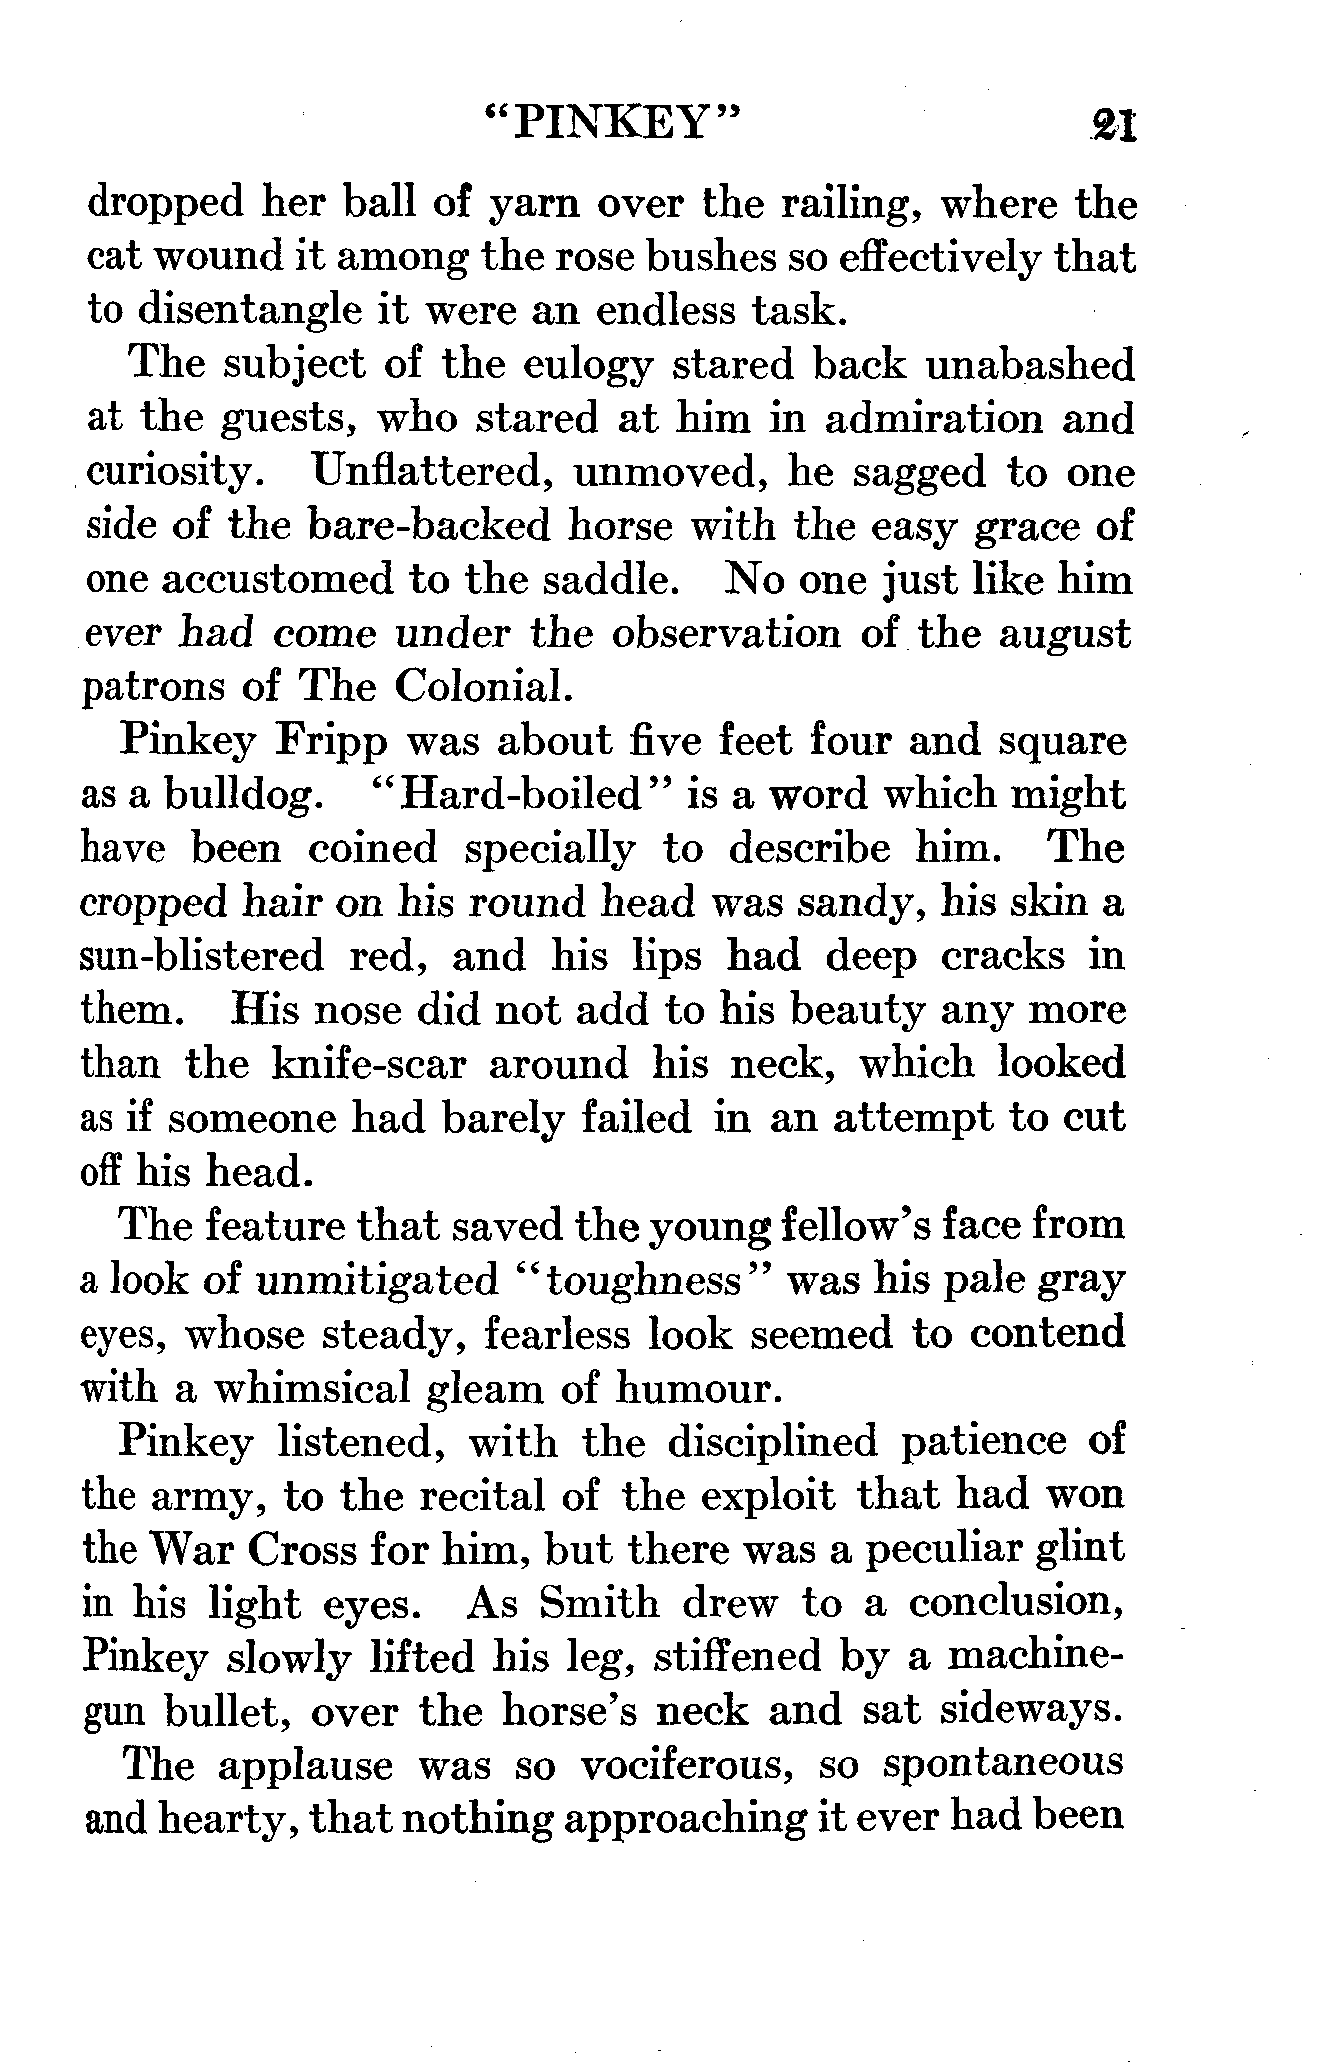 "PINKEY" 21
dropped her ball of yarn over the railing, where the
cat wound it among the rose bushes so effectively that
to disentangle it were an endless task.
The subject of the eulogy stared back unabashed
at the guests, who stared at him in admiration and
curiosity. Unflattered, unmoved, he sagged to one
side of the bare-backed horse with the easy grace of
one accustomed to the saddle. No one just like him
ever had come under the observation of the august
patrons of The Colonial.
Pinkey Fripp was about five feet four and square
as a bulldog. "Hard-boiled" is a word which might
have been coined specially to describe him. The
cropped hair on his round head was sandy, his skin a
sun-blistered red, and his lips had deep cracks in
them. His nose did not add to his beauty any more
than the knife-scar around his neck, which looked
as if someone had barely failed in an attempt to cut
off his head.
The feature that saved the young fellow's face from
a look of unmitigated "toughness" was his pale gray
eyes, whose steady, fearless look seemed to contend
with a whimsical gleam of humour.
Pinkey listened, with the disciplined patience of
the army, to the recital of the exploit that had won
the War Cross for him, but there was a peculiar glint
in his light eyes. As Smith drew to a conclusion,
Pinkey slowly lifted his leg, stiffened by a machine-
gun bullet, over the horse's neck and sat sideways.
The applause was so vociferous, so spontaneous
and hearty, that nothing approaching it ever had been